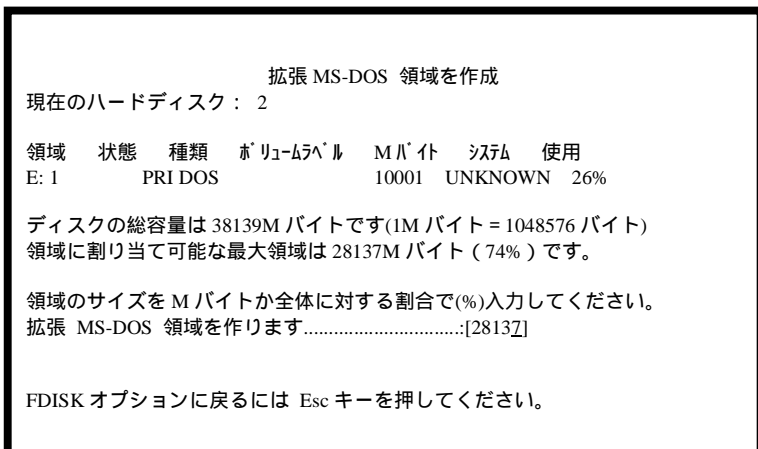 拡張 MS-DOS 領域を作成
現在のハードディスク： 2
領域 状態 種類 ﾎﾞﾘｭｰﾑﾗﾍﾞﾙ Mﾊﾞｲﾄ ｼｽﾃﾑ 使用
E: 1 PRI DOS 10001 UNKNOWN 26%
ディスクの総容量は 38139M バイトです(1M バイト = 1048576 バイト)
領域に割り当て可能な最大領域は 28137M バイト（74%）です。
領域のサイズを M バイトか全体に対する割合で(%)入力してください。
拡張 MS-DOS 領域を作ります...............................:[28137]
FDISK オプションに戻るには Esc キーを押してください。